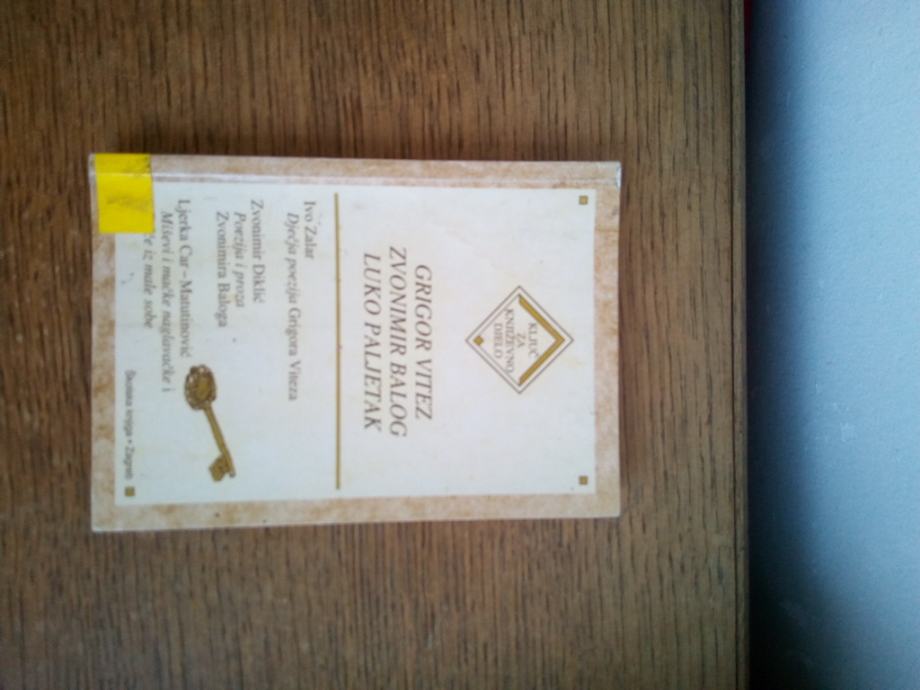 KLJUČ
ZA
KNJIŽEVNO
DJELO
GRIGOR VITEZ
ZVONIMIR BALOG
LUKO PALJETAK
Ivo Zalar
Dječja poezija Grigora Viteza
Zvonimir Diklić
Poezija i proza
Zvonimira Baloga
Ljerka Car-Matutinović
Miševi i mačke naglavačke i
iz male sobe
Školska knjiga • Zagreb